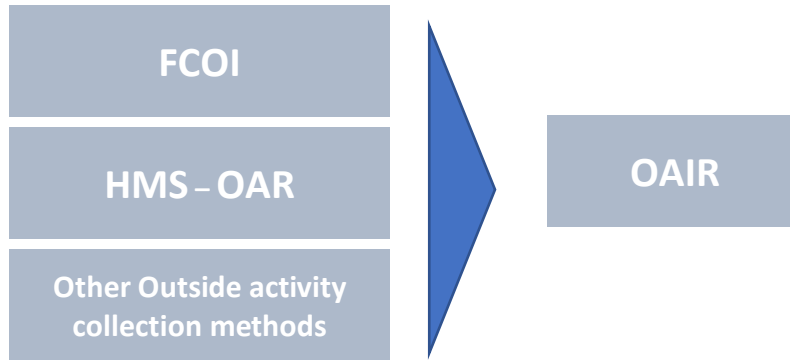 FCOI
HMS – OAR
Other Outside activity
collection methods
OAIR